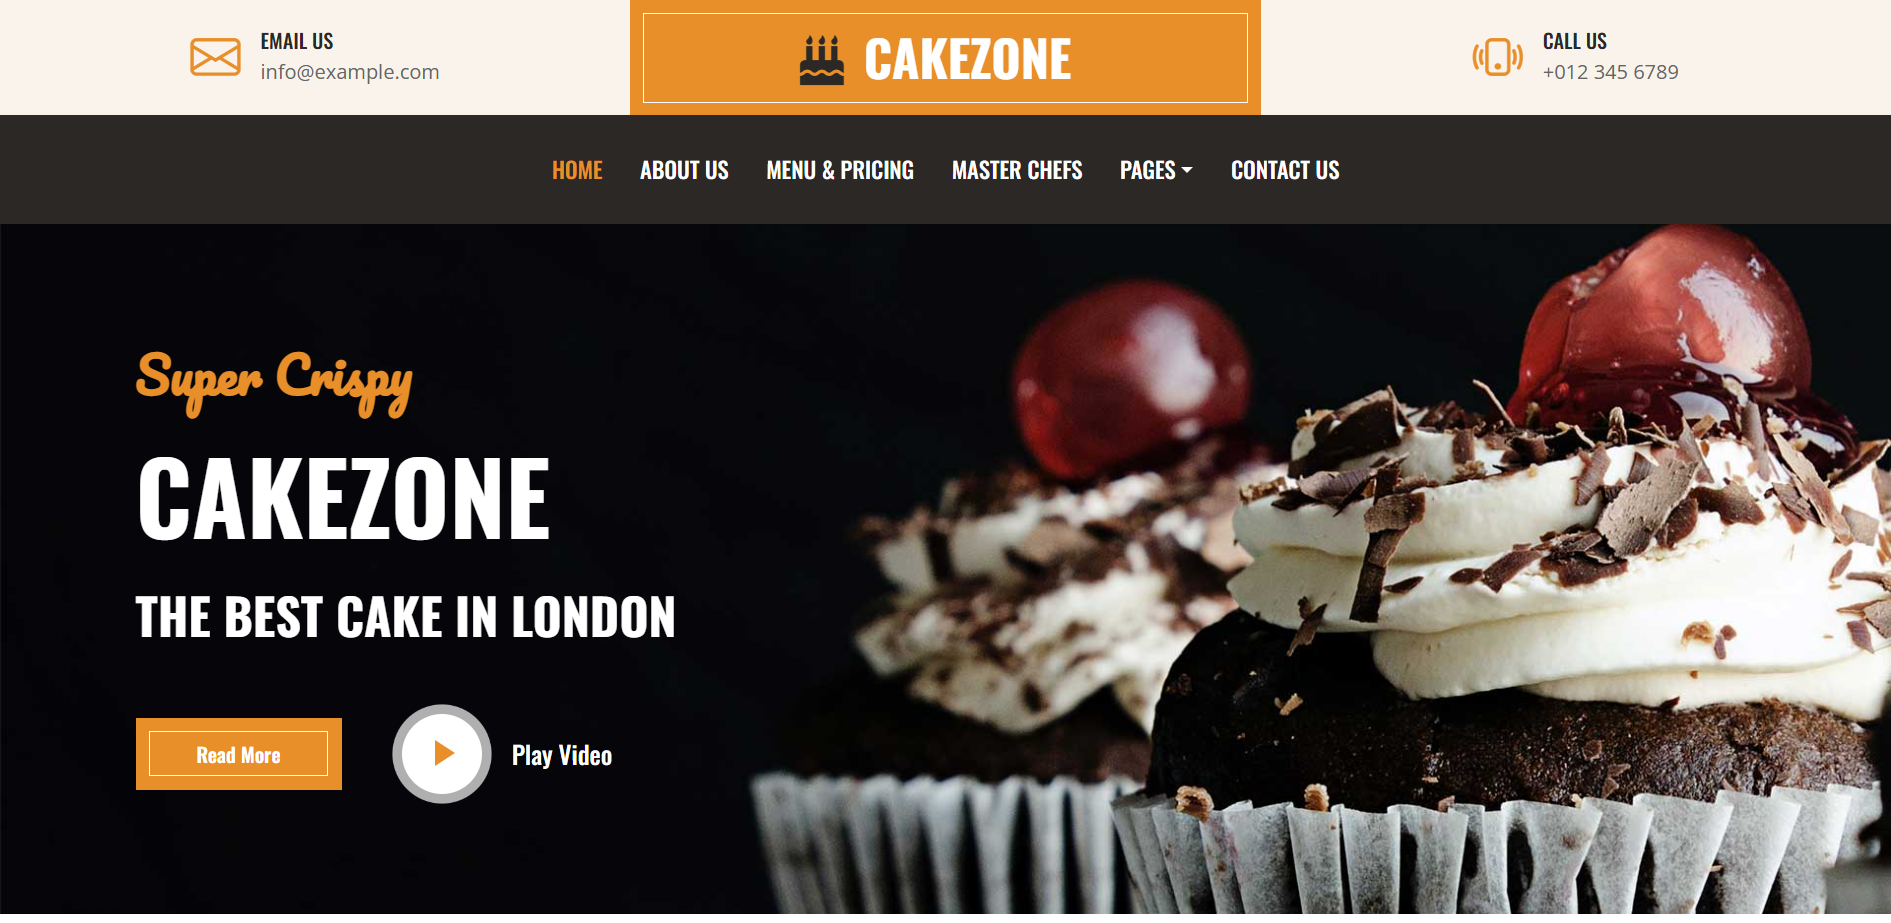 EMAIL US
info@example.com
CAKEZONE
CALL US
+012 345 6789
HOME ABOUT US MENU & PRICING MASTER CHEFS PAGES CONTACT US
Super Crispy
CAKEZONE
THE BEST CAKE IN LONDON
Read More
Play Video